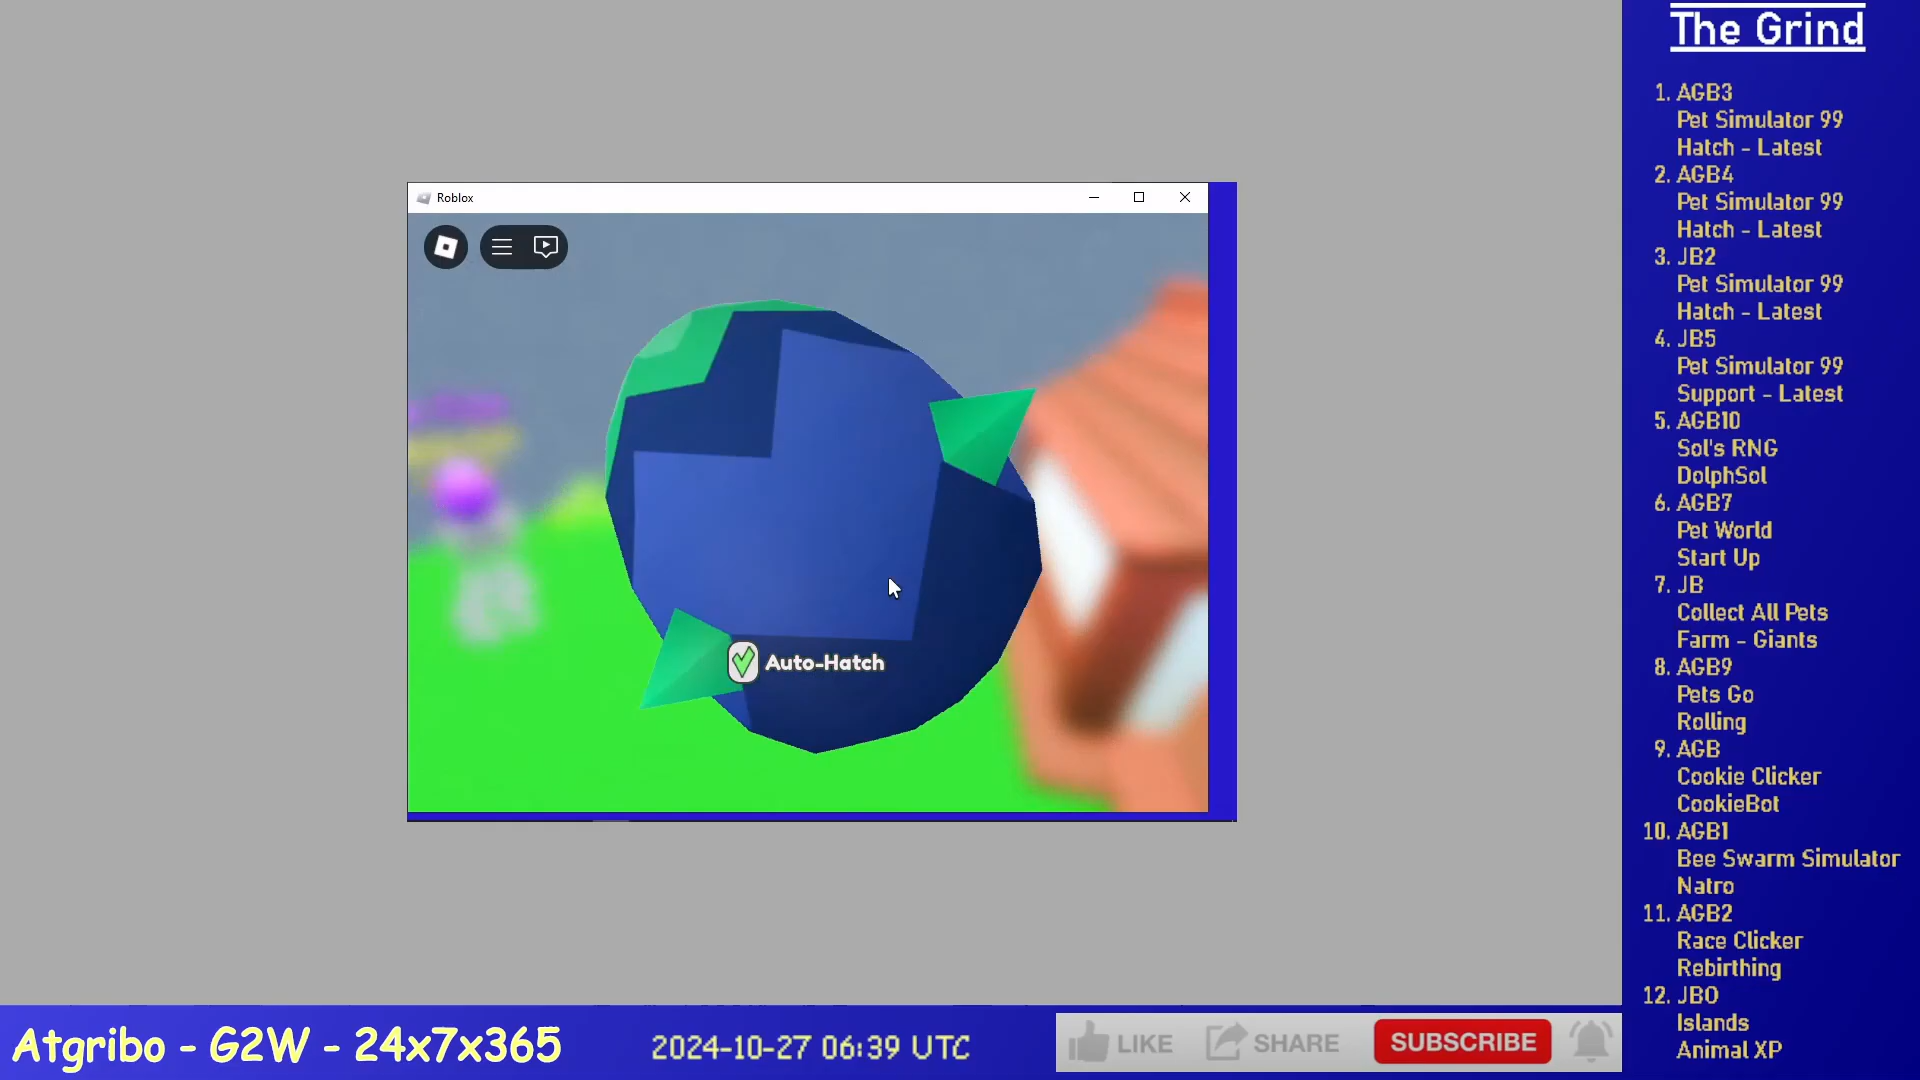 The Grind
1. AGB3
Pet Simulator 99
Hatch - Latest
2. AGB4
Pet Simulator 99
Hatch - Latest
3. JB2
Pet Simulator 99
Hatch - Latest
4. JB5
Pet Simulator 99
Support - Latest
5. AGB10
Sol's RNG
DolphSol
6. AGB7
Pet World
Start Up
7. JB
Collect All Pets
Farm - Giants
8. AGB9
Pets Go
Rolling
9. AGB
Cookie Clicker
CookieBot
10. AGB1
Bee Swarm Simulator
Natro
11. AGB2
Race Clicker
Rebirthing
12. JB0
Islands
Animal XP
Roblox
Auto-Hatch
Atgribo - G2W - 24x7x365
2024-10-27 06:39 UTC
LIKE
SHARE
SUBSCRIBE